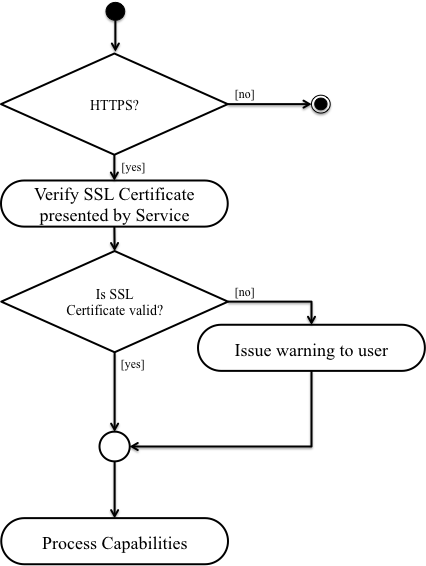 HTTPS?
[no]
[yes]
Verify SSL Certificate
presented by Service
Is SSL
Certificate valid?
[no]
Issue warning to user
[yes]
Process Capabilities